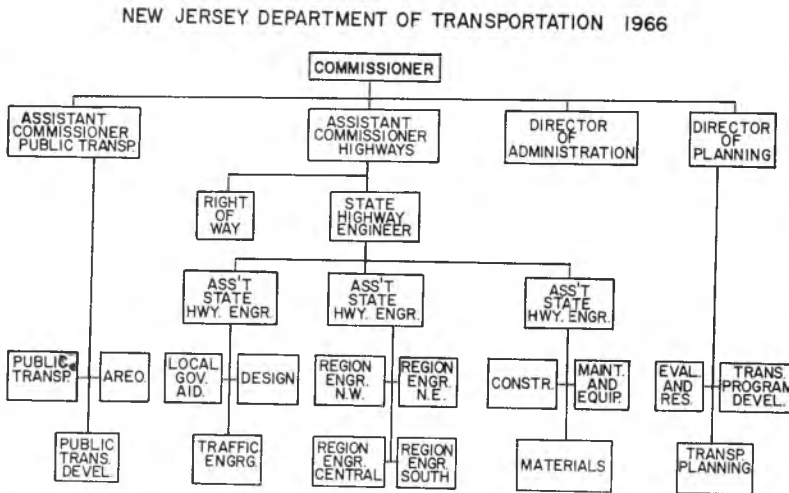 NEW JERSEY DEPARTMENT OF TRANSPORTATION 1966
COMMISSIONER
ASSISTANT
COMMISSIONER
PUBLIC TRANSP.
ASSISTANT
COMMISSIONER
HIGHWAYS
DIRECTOR
OF
ADMINISTRATION
DIRECTOR
OF
PLANNING
RIGHT
OF
WAY
STATE
HIGHWAY
ENGINEER
ASS'T
STATE
HWY. ENGR.
ASS'T
STATE
HWY. ENGR.
ASS'T
STATE
HWY. ENGR.
PUBLIC
TRANSP.
AREO.
LOCAL
GOV.
AID.
DESIGN
REGION
ENGR.
N.W.
REGION
ENGR.
N.E.
CONSTR.
MAINT.
AND
EQUIP.
EVAL.
AND
RES.
TRANS.
PROGRAM
DEVEL.
PUBLIC
TRANS.
DEVEL.
TRAFFIC
ENGRG.
REGION
ENGR.
CENTRAL
REGION
ENGR.
SOUTH
MATERIALS
TRANSP.
PLANNING